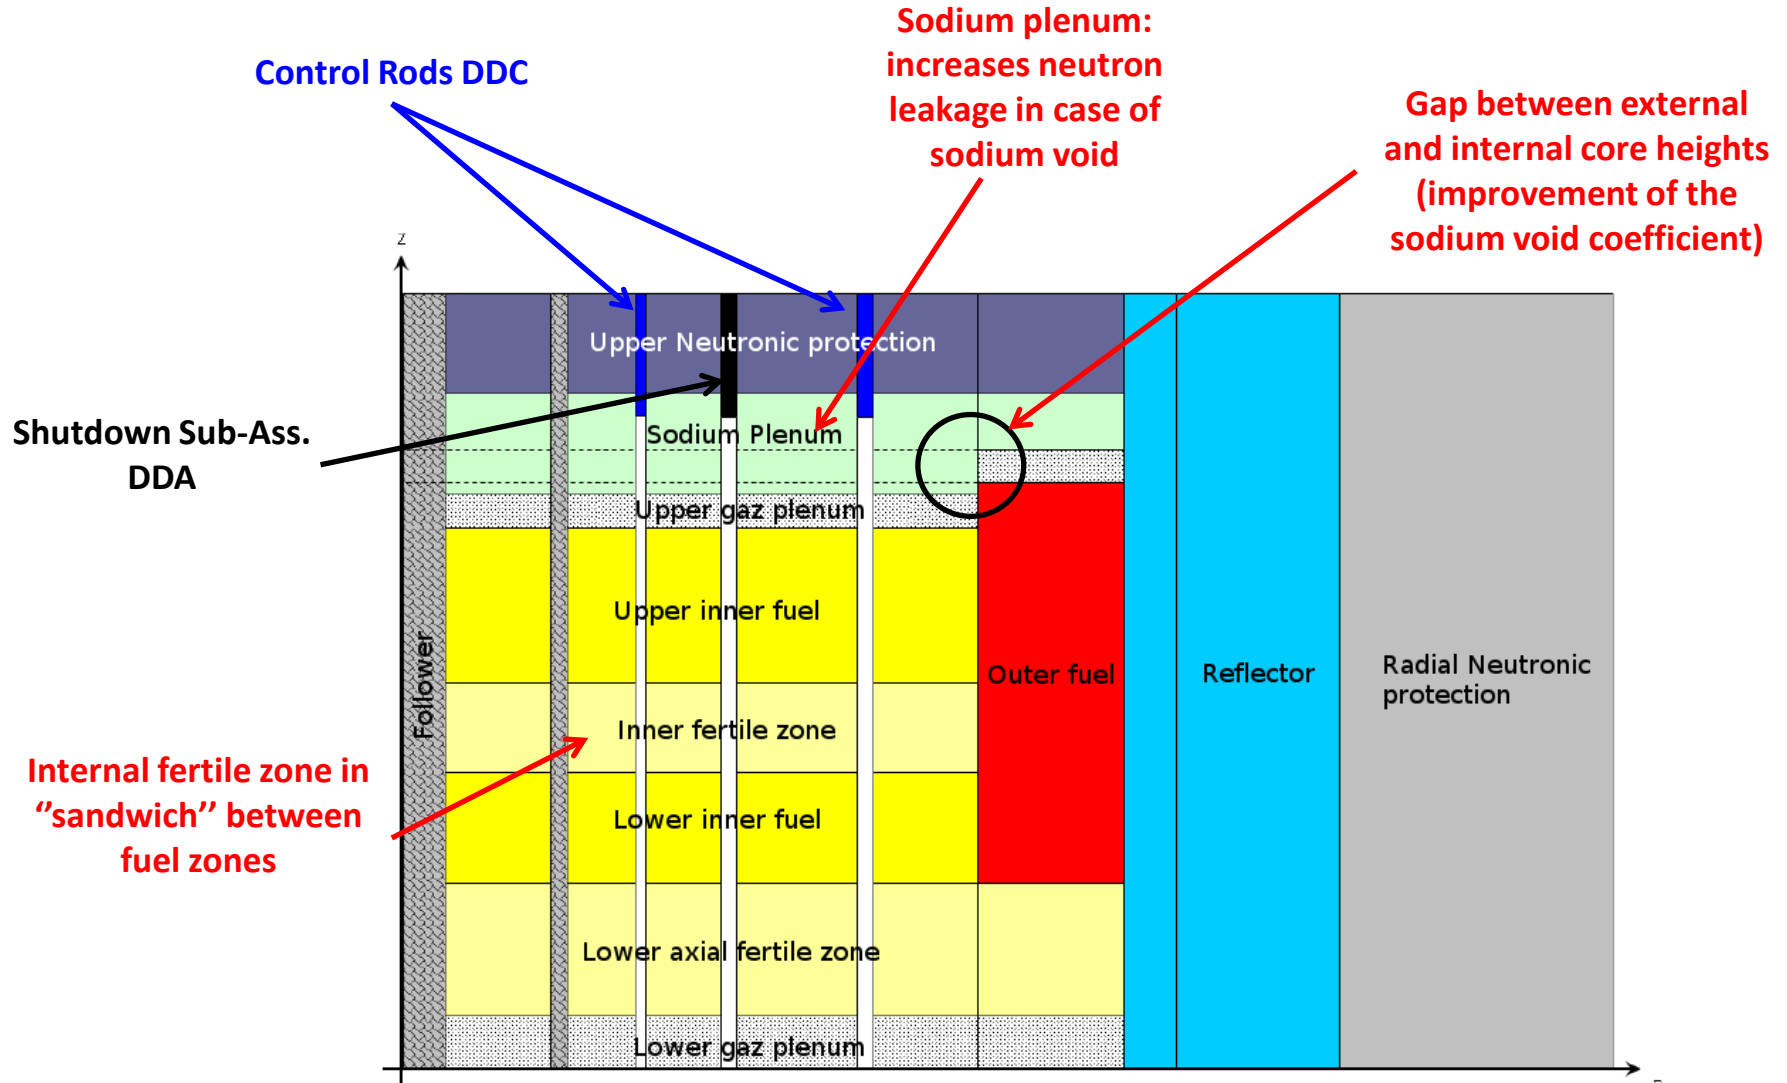 Sodium plenum:
increases neutron
leakage in case of
sodium void
Control Rods DDC
Gap between external
and internal core heights
(improvement of the
sodium void coefficient)
Z
Upper Neutronic protection
Shutdown Sub-Ass.
DDA
Sodium Plenum
Upper gaz plenum
Upper inner fuel
Follower
Outer fuel
Reflector
Radial Neutronic
protection
Inner fertile zone
Internal fertile zone in
‘’sandwich’’ between
fuel zones
Lower inner fuel
Lower axial fertile zone
Lower gaz plenum